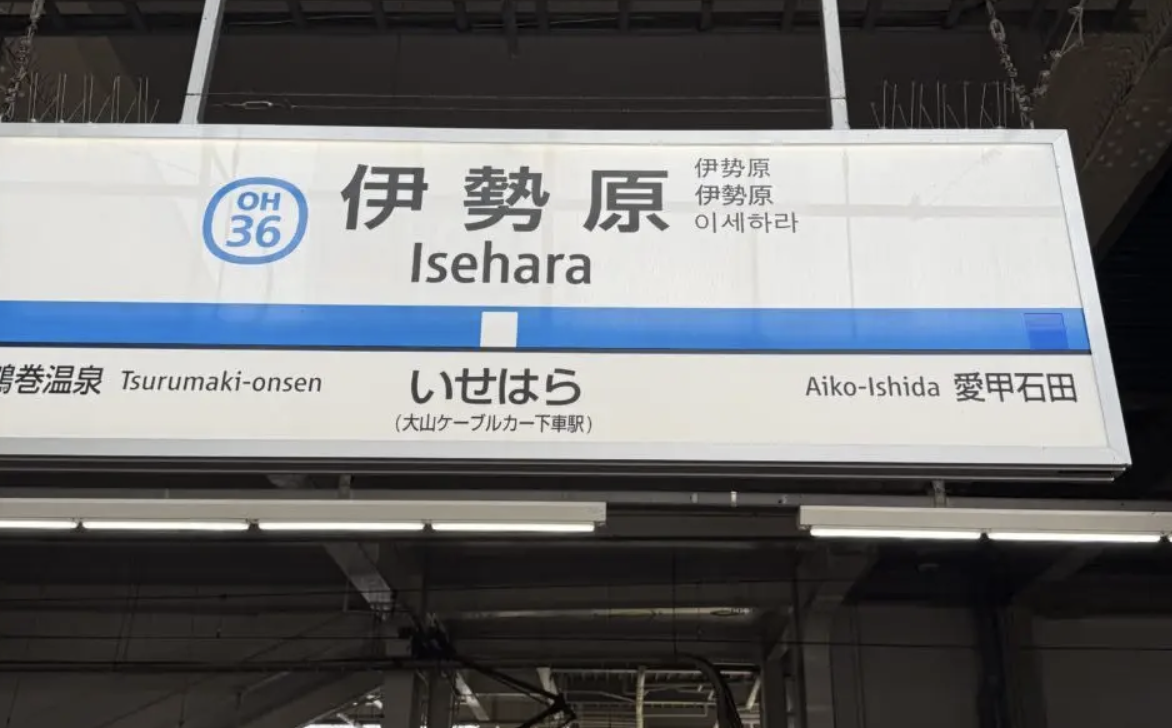 OH
36
伊勢原
Isehara
伊势原
伊勢原
이세하라
鶴巻温泉 Tsurumaki-onsen
いせはら
(大山ケーブルカー下車駅)
Aiko-Ishida 愛甲石田